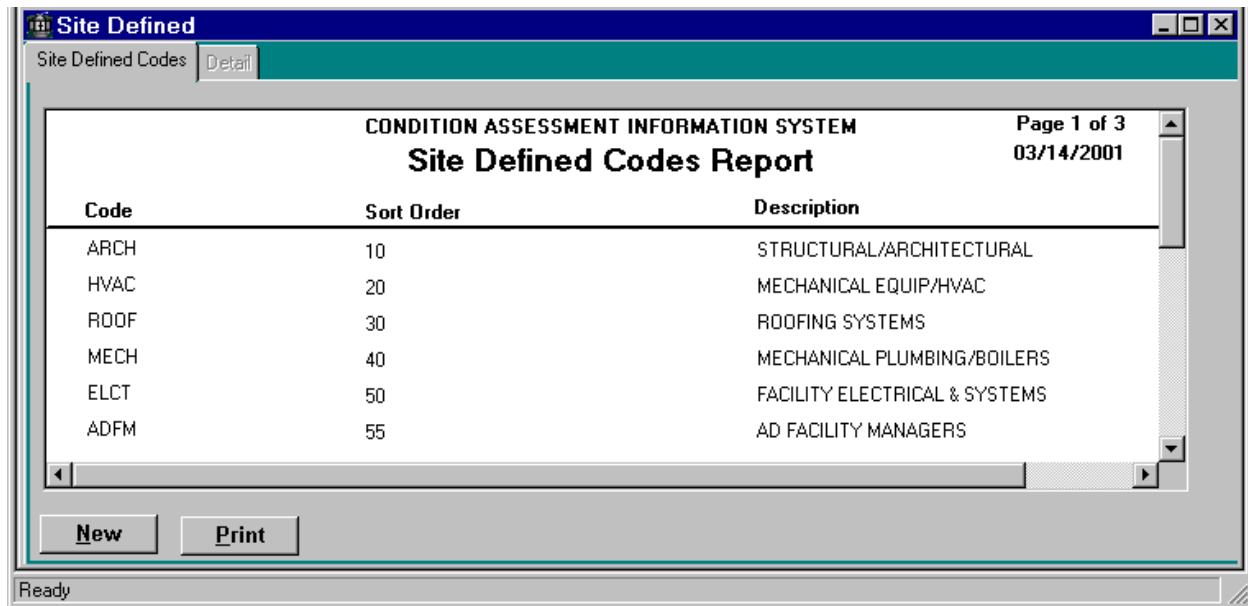 Site Defined
Site Defined Codes Detail
CONDITION ASSESSMENT INFORMATION SYSTEM Page 1 of 3
Site Defined Codes Report 03/14/2001
Code Sort Order Description
ARCH 10 STRUCTURAL/ARCHITECTURAL
HVAC 20 MECHANICAL EQUIP/HVAC
ROOF 30 ROOFING SYSTEMS
MECH 40 MECHANICAL PLUMBING/BOILERS
ELCT 50 FACILITY ELECTRICAL & SYSTEMS
ADFM 55 AD FACILITY MANAGERS
New Print
Ready